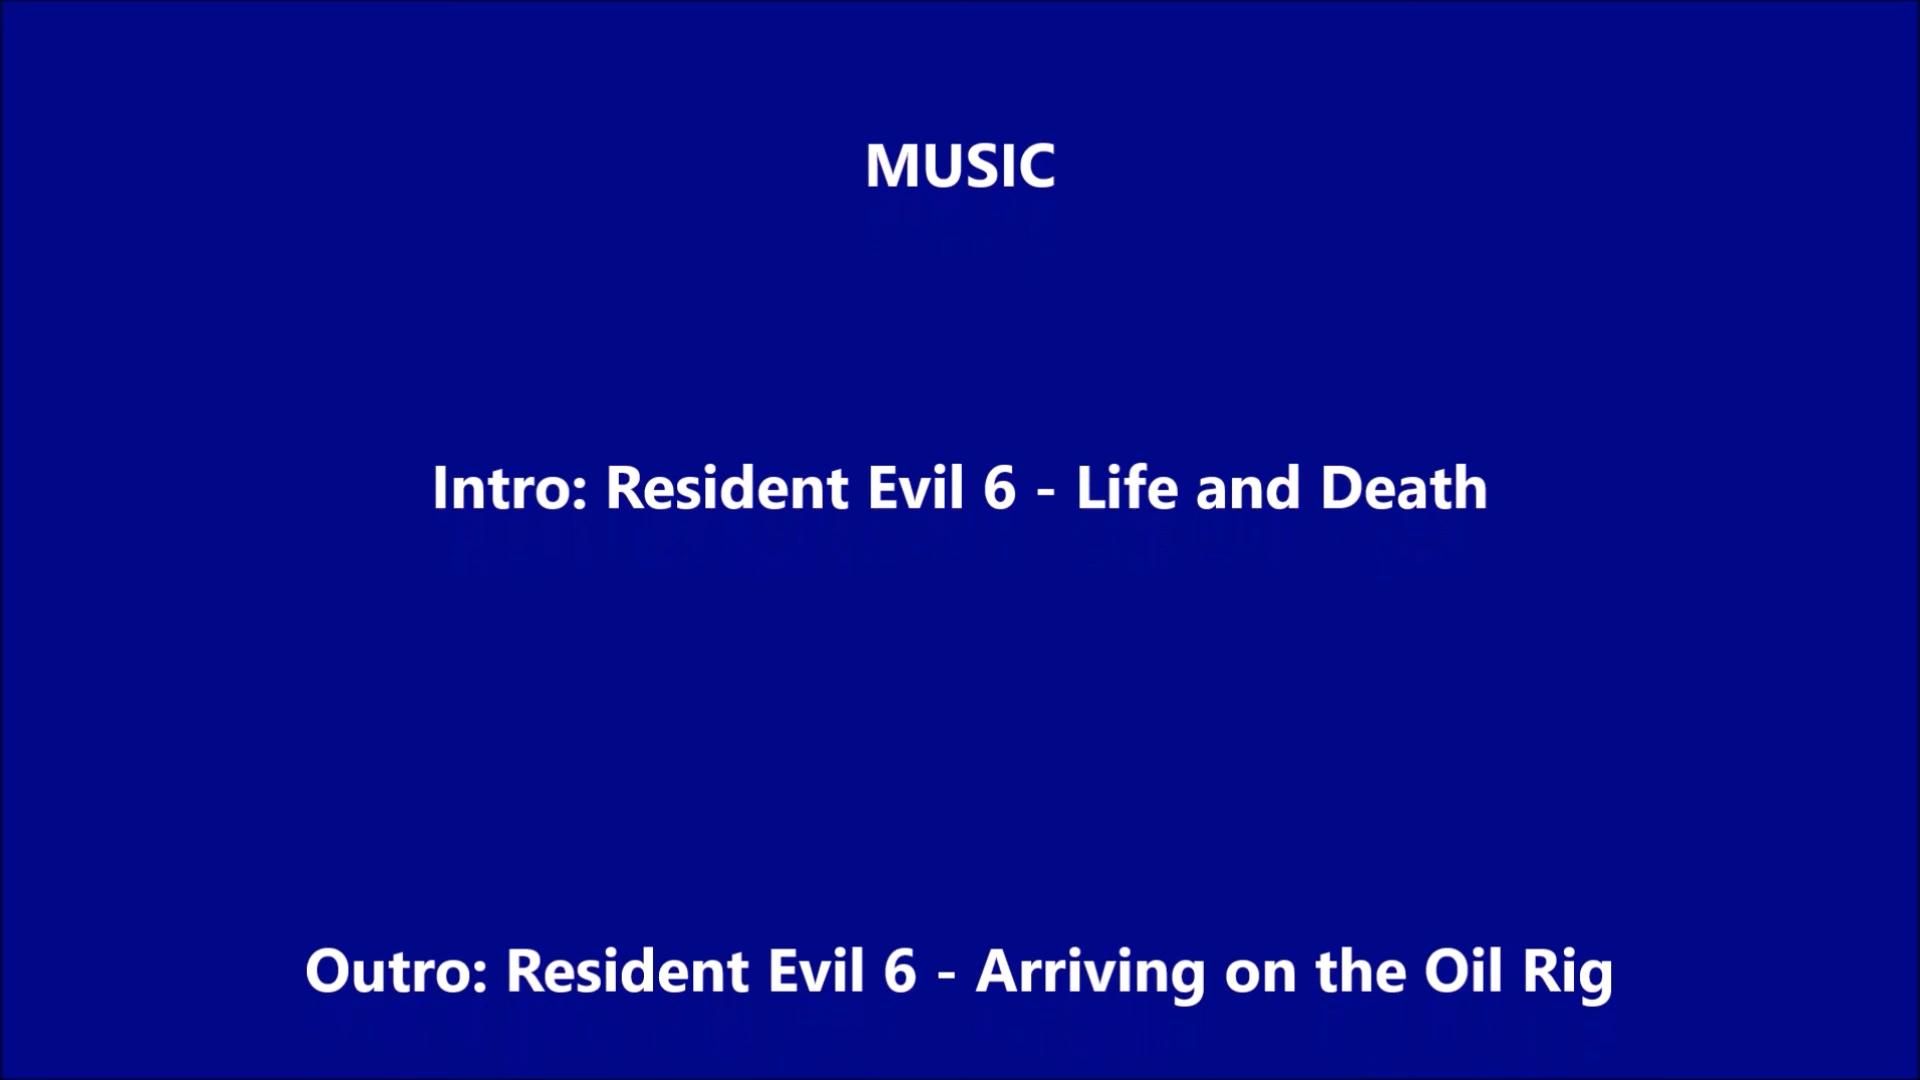 MUSIC
Intro: Resident Evil 6 - Life and Death
Outro: Resident Evil 6 - Arriving on the Oil Rig